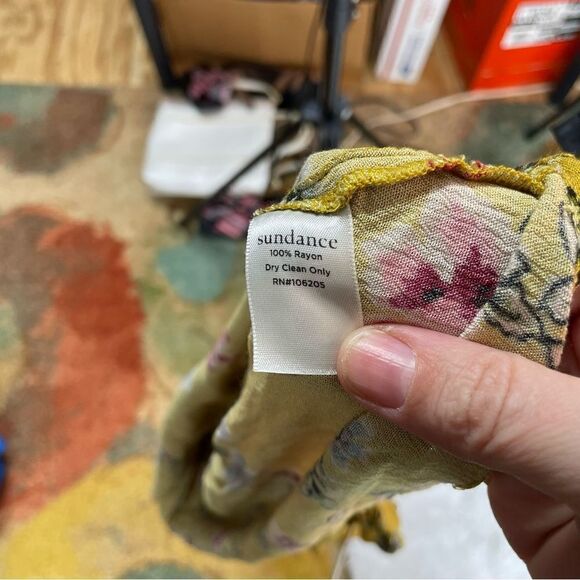 sundance
100% Rayon
Dry Clean Only
RN#106205